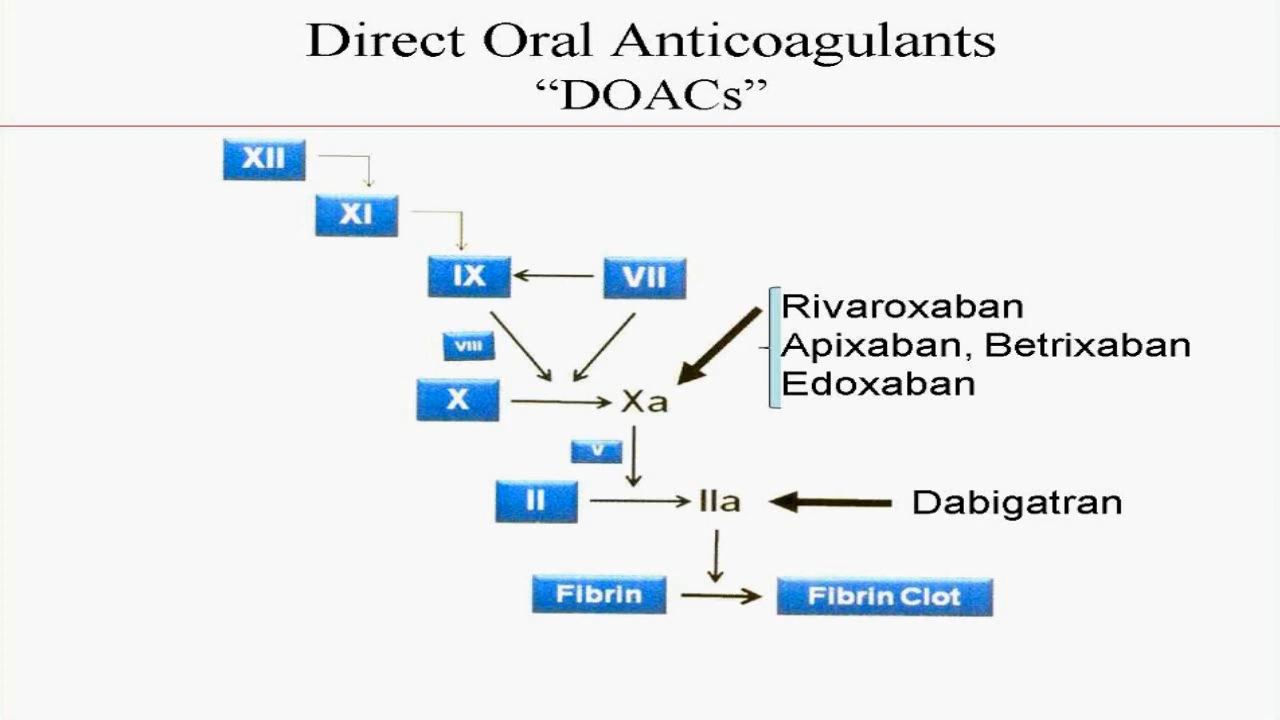 Direct Oral Anticoagulants
“DOACs”
XII
XI
IX
VII
Rivaroxaban
VIII
Apixaban, Betrixaban
Edoxaban
X
Xa
V
II
IIa
Dabigatran
Fibrin
Fibrin Clot